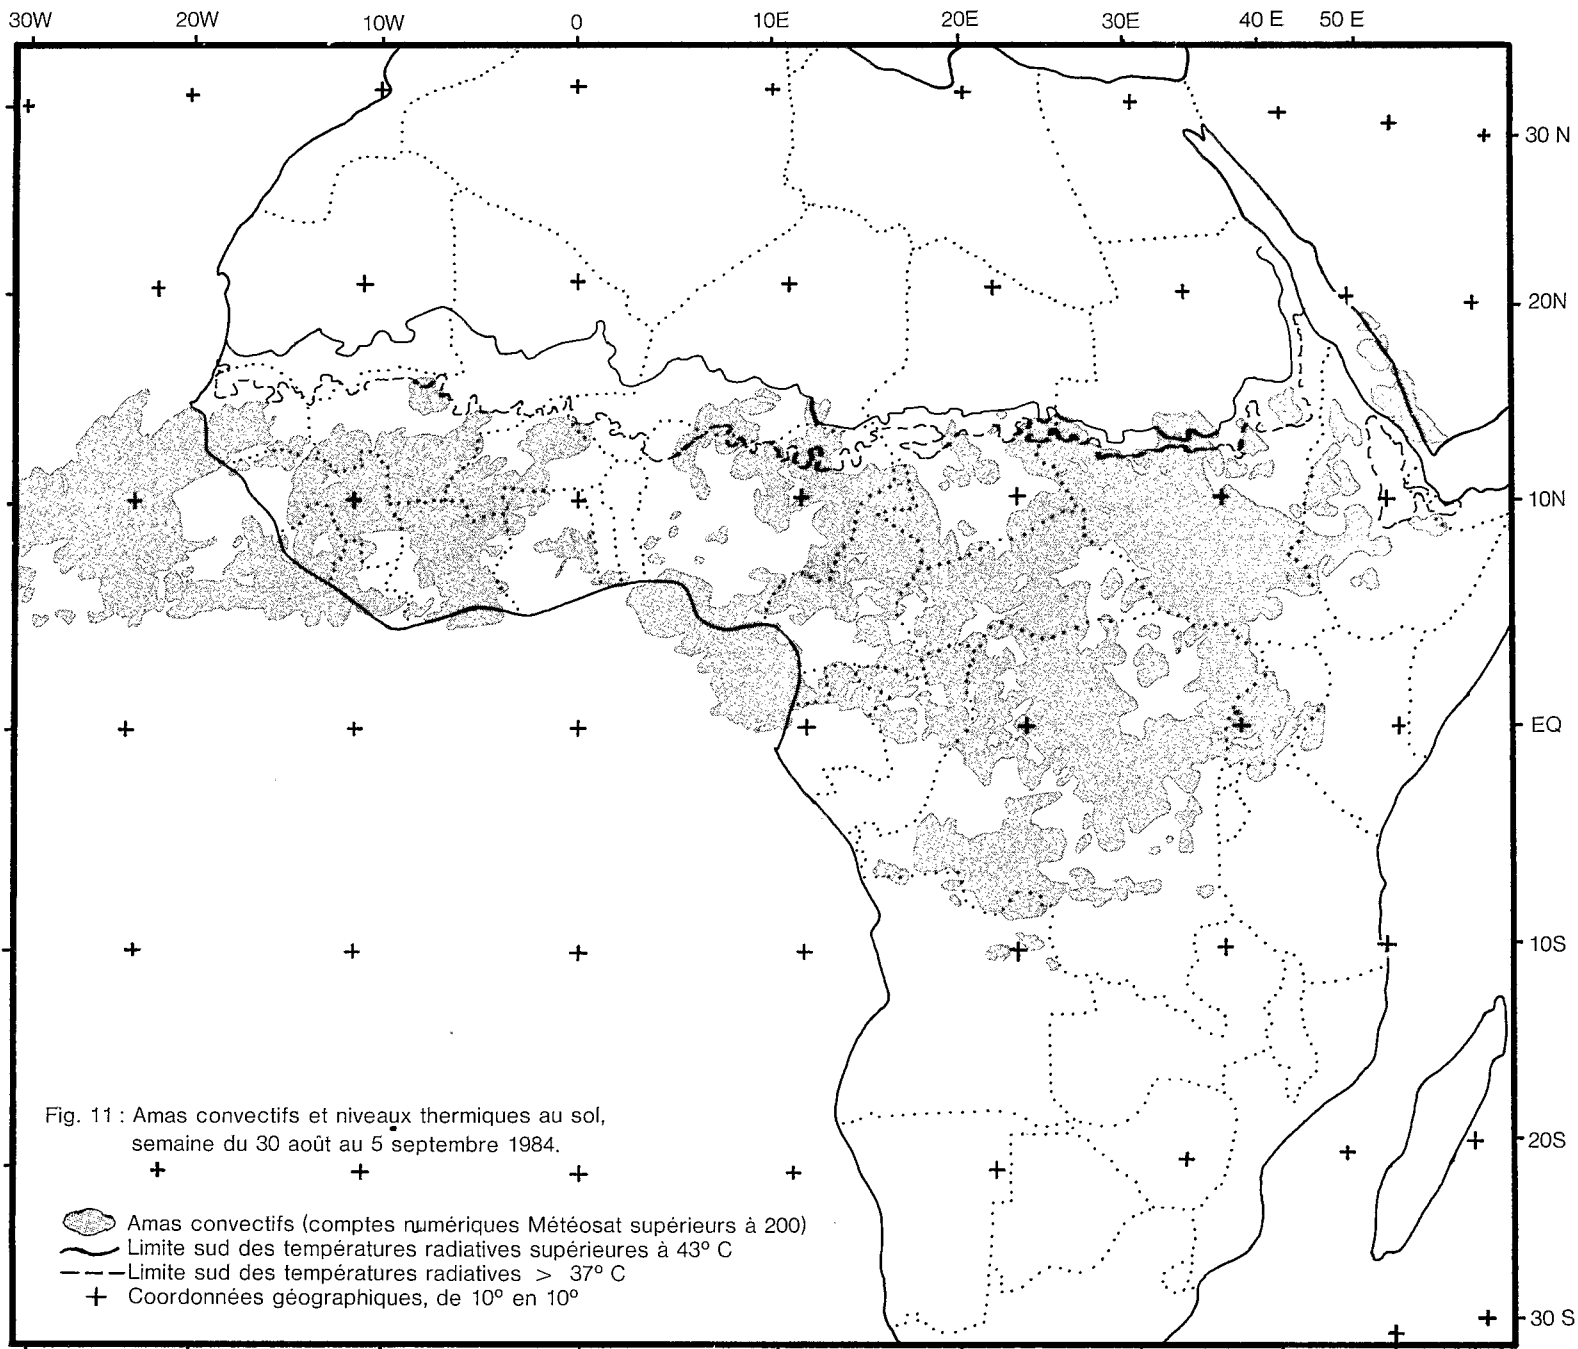 30W 20W 10W 0 10E 20E 30E 40 E 50 E
30 N
20N
10N
EQ
10S
20S
30 S
Fig. 11 : Amas convectifs et niveaux thermiques au sol,
semaine du 30 août au 5 septembre 1984.
Amas convectifs (comptes numériques Météosat supérieurs à 200)
Limite sud des températures radiatives supérieures à 43° C
Limite sud des températures radiatives > 37° C
Coordonnées géographiques, de 10° en 10°